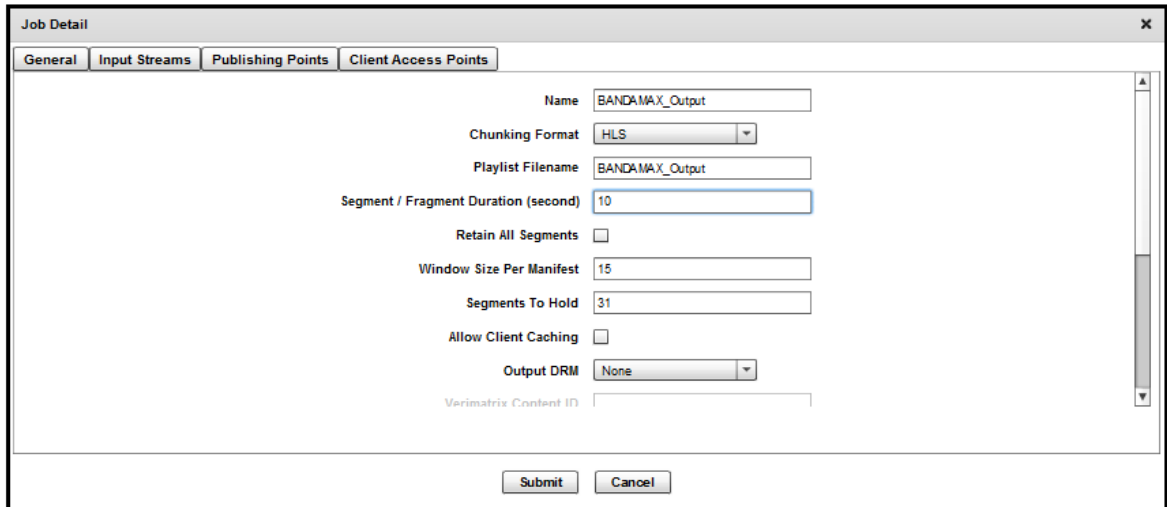 Job Detail
General Input Streams Publishing Points Client Access Points
Name BANDAMAX_Output
Chunking Format HLS
Playlist Filename BANDAMAX_Output
Segment / Fragment Duration (second) 10
Retain All Segments
Window Size Per Manifest 15
Segments To Hold 31
Allow Client Caching
Output DRM None
Verimatrix Content ID
Submit Cancel